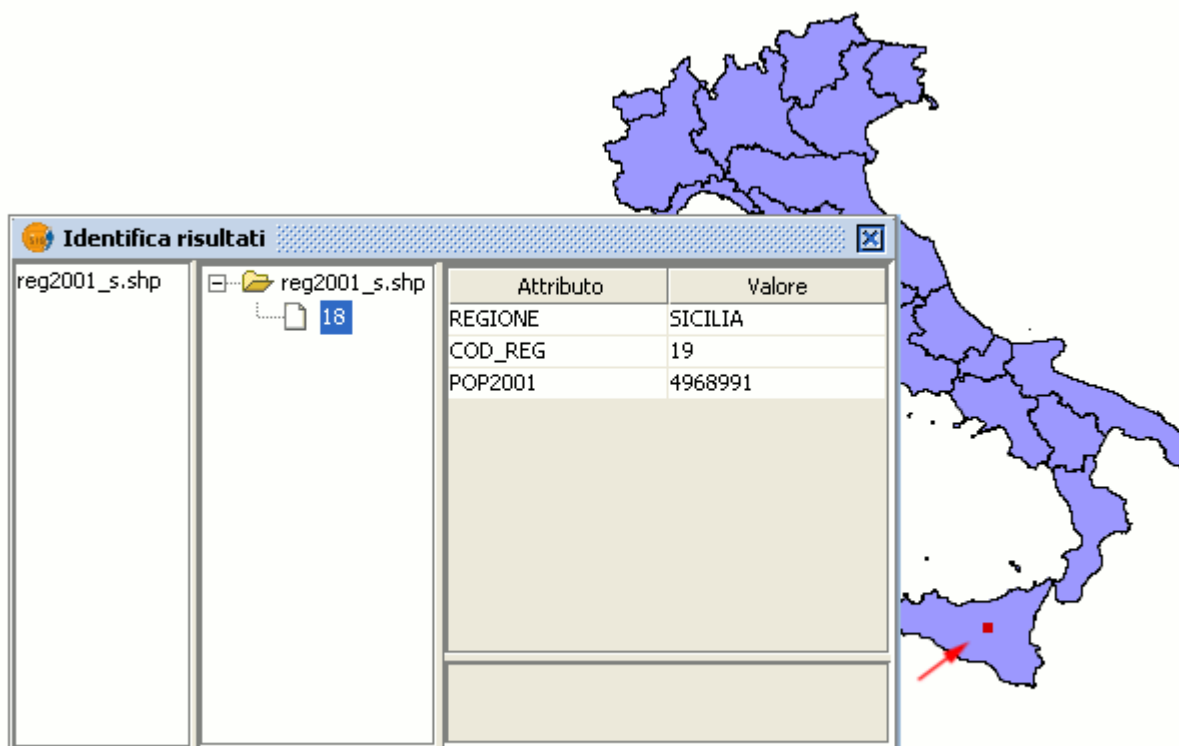 Identifica risultati
reg2001_s.shp
reg2001_s.shp
18
Attributo Valore
REGIONE SICILIA
COD_REG 19
POP2001 4968991